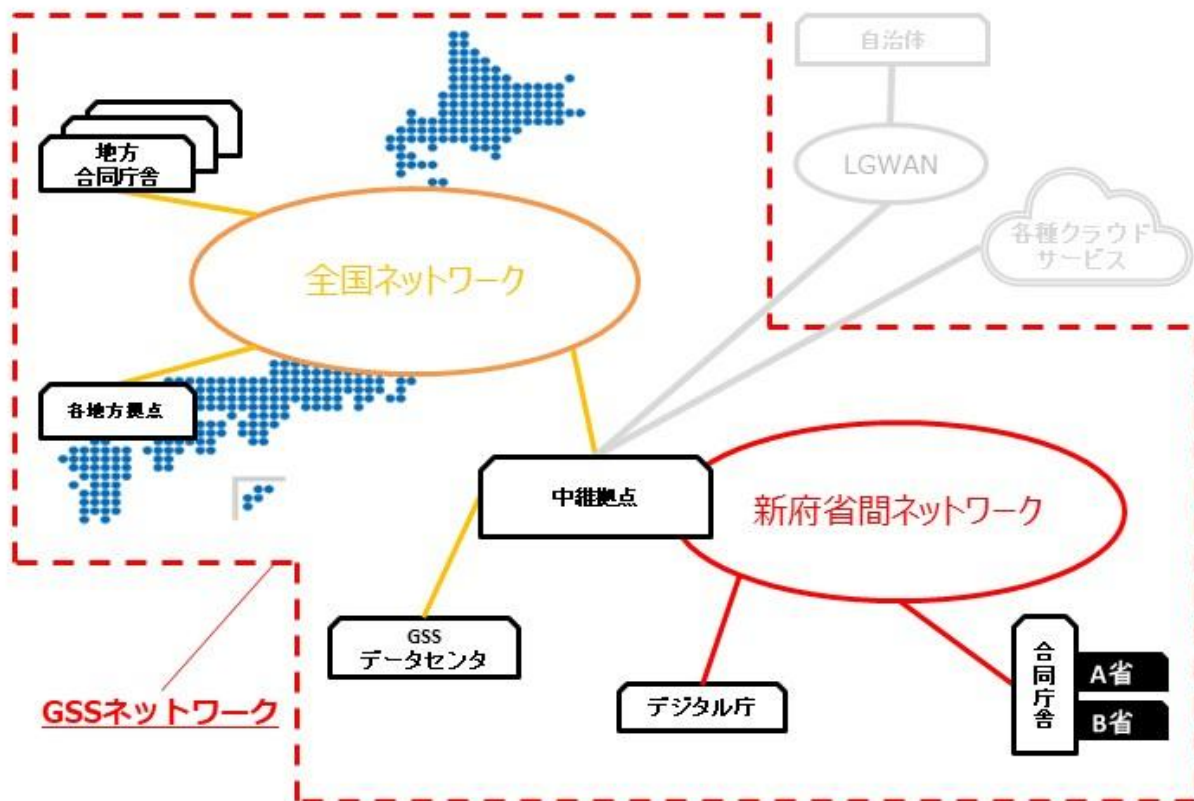 自治体
LGWAN
各種クラウド
サービス
地方
合同庁舎
全国ネットワーク
各地方拠点
中継拠点
新府省間ネットワーク
GSS
データセンタ
デジタル庁
合同庁舎
A省
B省
GSSネットワーク